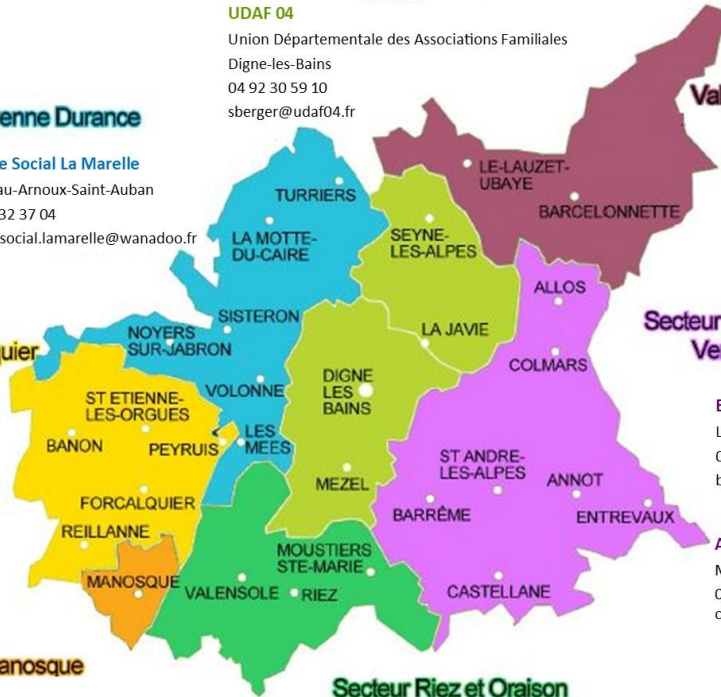 UDAF 04
Union Départementale des Associations Familiales
Digne-les-Bains
04 92 30 59 10
sberger@udaf04.fr
enne Durance
e Social La Marelle
au-Arnoux-Saint-Auban
32 37 04
social.lamarelle@wanadoo.fr
Val
LE-LAUZET-
UBAYE
BARCELONNETTE
TURRIERS
LA MOTTE-
DU-CAIRE
SEYNE-
LES-ALPES
ALLOS
SISTERON
NOYERS
SUR-JABRON
LA JAVIE
COLMARS
Secteur
Ve
uier
VOLONNE
DIGNE
LES
BAINS
ST ETIENNE-
LES-ORGUES
BANON
PEYRUIS
LES
MEES
MEZEL
ST ANDRE-
LES-ALPES
ANNOT
BARRÊME
ENTREVAUX
FORCALQUIER
REILLANNE
MANOSQUE
MOUSTIERS
STE-MARIE
VALENSOLE
RIEZ
CASTELLANE
anosque
Secteur Riez et Oraison